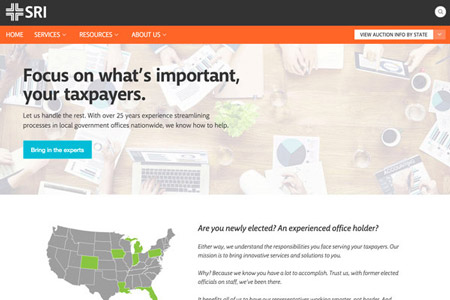 SRI
HOME SERVICES RESOURCES ABOUT US VIEW AUCTION INFO BY STATE
Focus on what's important,
your taxpayers.
Let us handle the rest. With over 25 years experience streamlining
processes in local government offices nationwide, we know how to help.
Bring in the experts
Are you newly elected? An experienced office holder?
Either way, we understand the responsibilities you face serving your taxpayers. Our
mission is to bring innovative services and solutions to you.
Why? Because we know you have a lot to accomplish. Trust us, with former elected
officials on staff, we've been there.
It benefits all of us to have our representatives working smarter, not harder. And